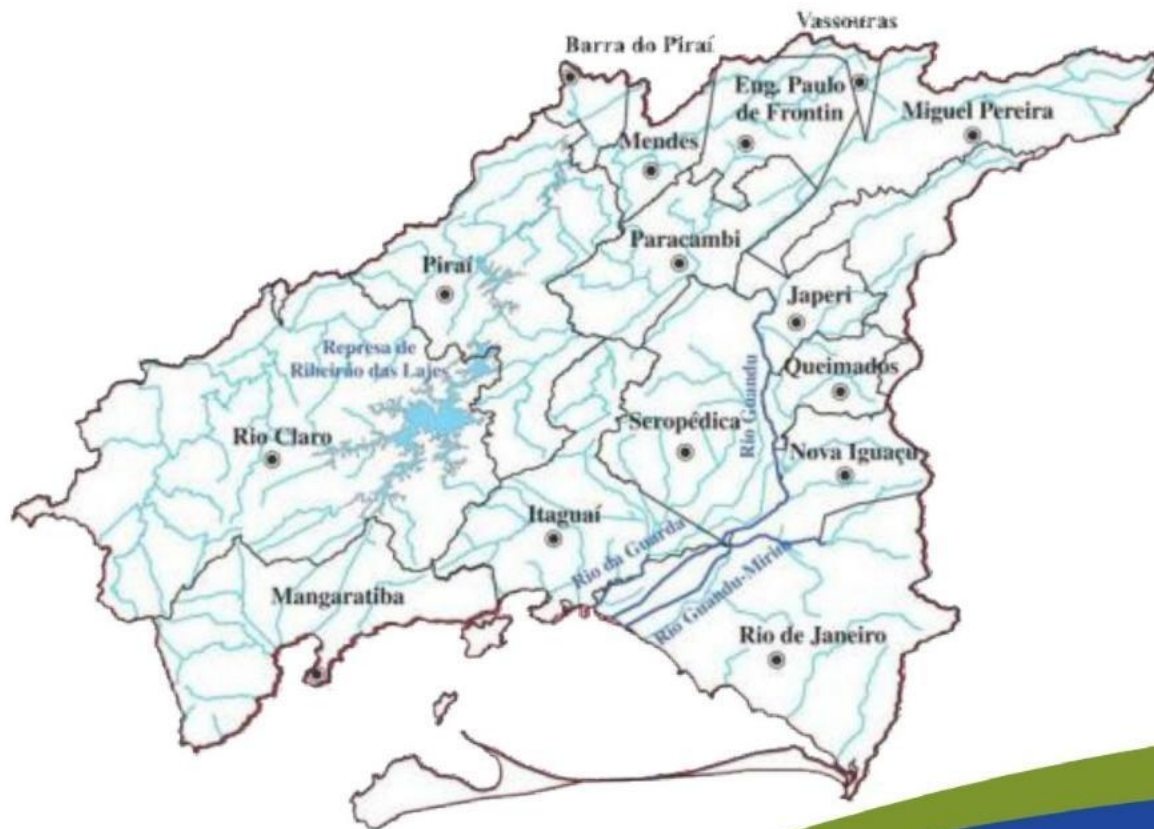 Vassouras
Barra do Piraí
Eng. Paulo
de Frontin
Miguel Pereira
Mendes
Paracambi
Piraí
Japeri
Represa de
Ribeirão das Lajes
Queimados
Rio Guandu
Seropédica
Rio Claro
Nova Iguaçu
Itaguaí
Rio da Guarda
Rio Guandu-Mirim
Mangaratiba
Rio de Janeiro